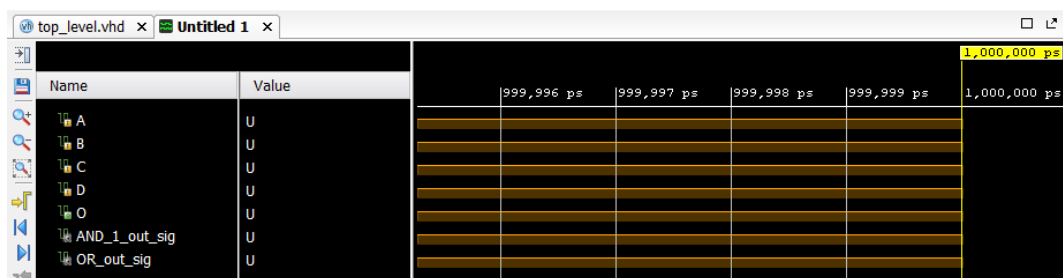 vh top_level.vhd × Untitled 1 ×
1,000,000 ps
Name Value
999,996 ps 999,997 ps 999,998 ps 999,999 ps 1,000,000 ps
A U
B U
C U
D U
O U
AND_1_out_sig U
OR_out_sig U